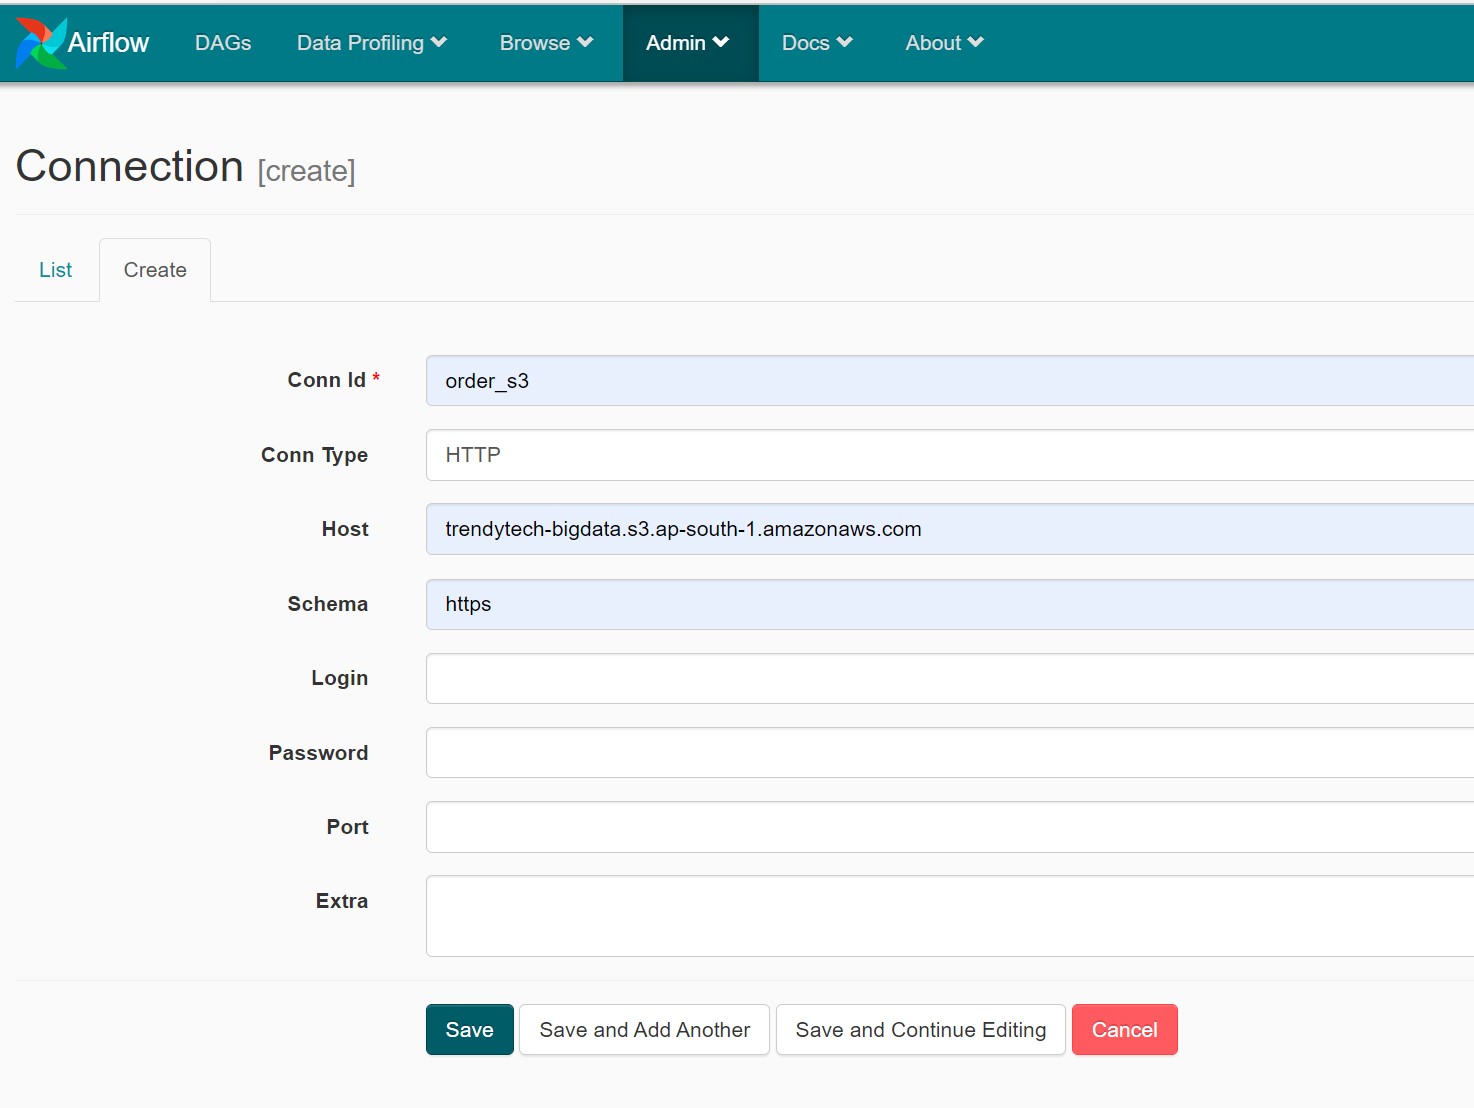 Airflow DAGs Data Profiling Browse Admin Docs About
Connection [create]
List Create
Conn Id * order_s3
Conn Type HTTP
Host trendytech-bigdata.s3.ap-south-1.amazonaws.com
Schema https
Login
Password
Port
Extra
Save Save and Add Another Save and Continue Editing Cancel